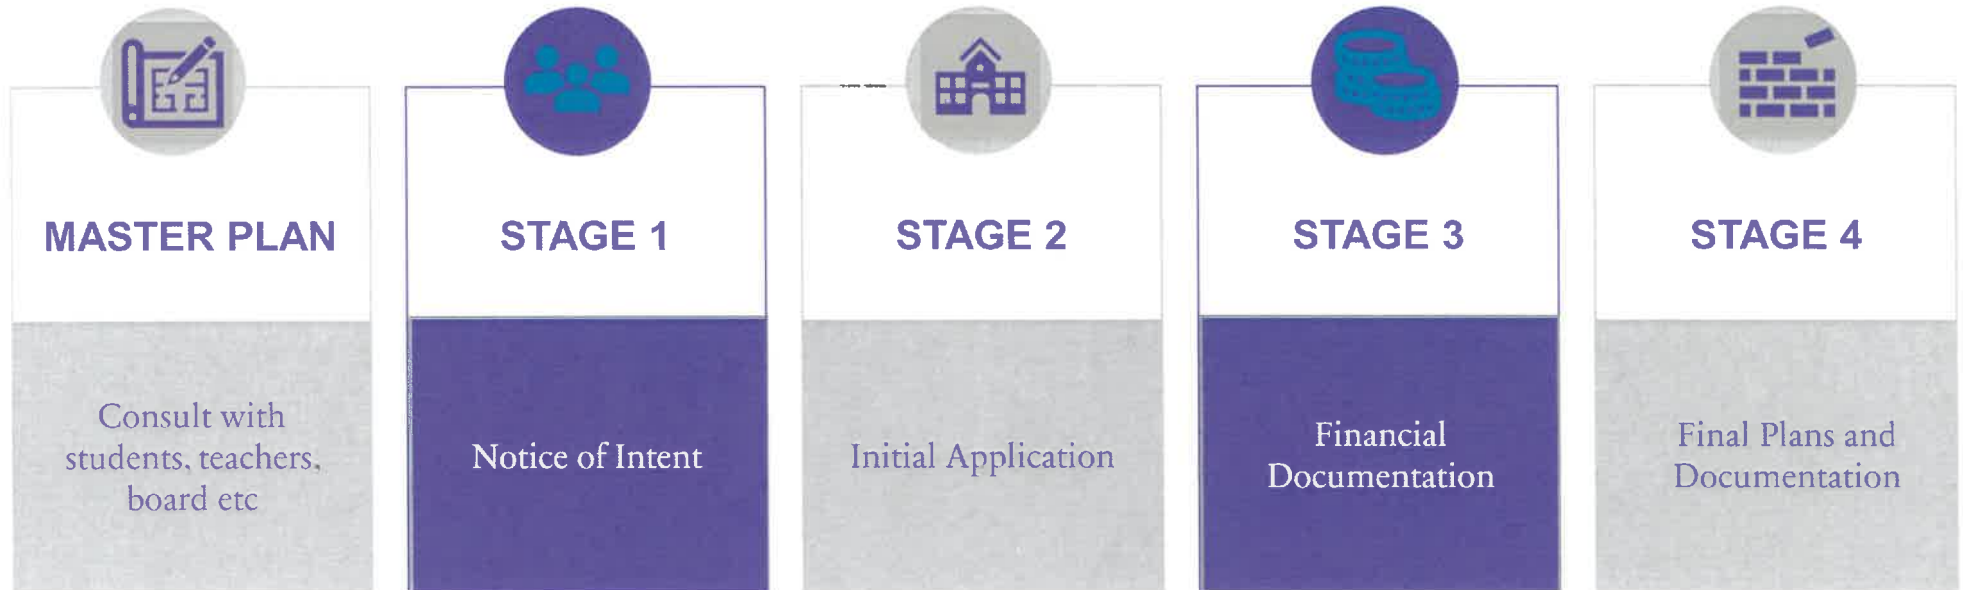 MASTER PLAN
Consult with
students, teachers,
board etc
STAGE 1
Notice of Intent
STAGE 2
Initial Application
STAGE 3
Financial
Documentation
STAGE 4
Final Plans and
Documentation